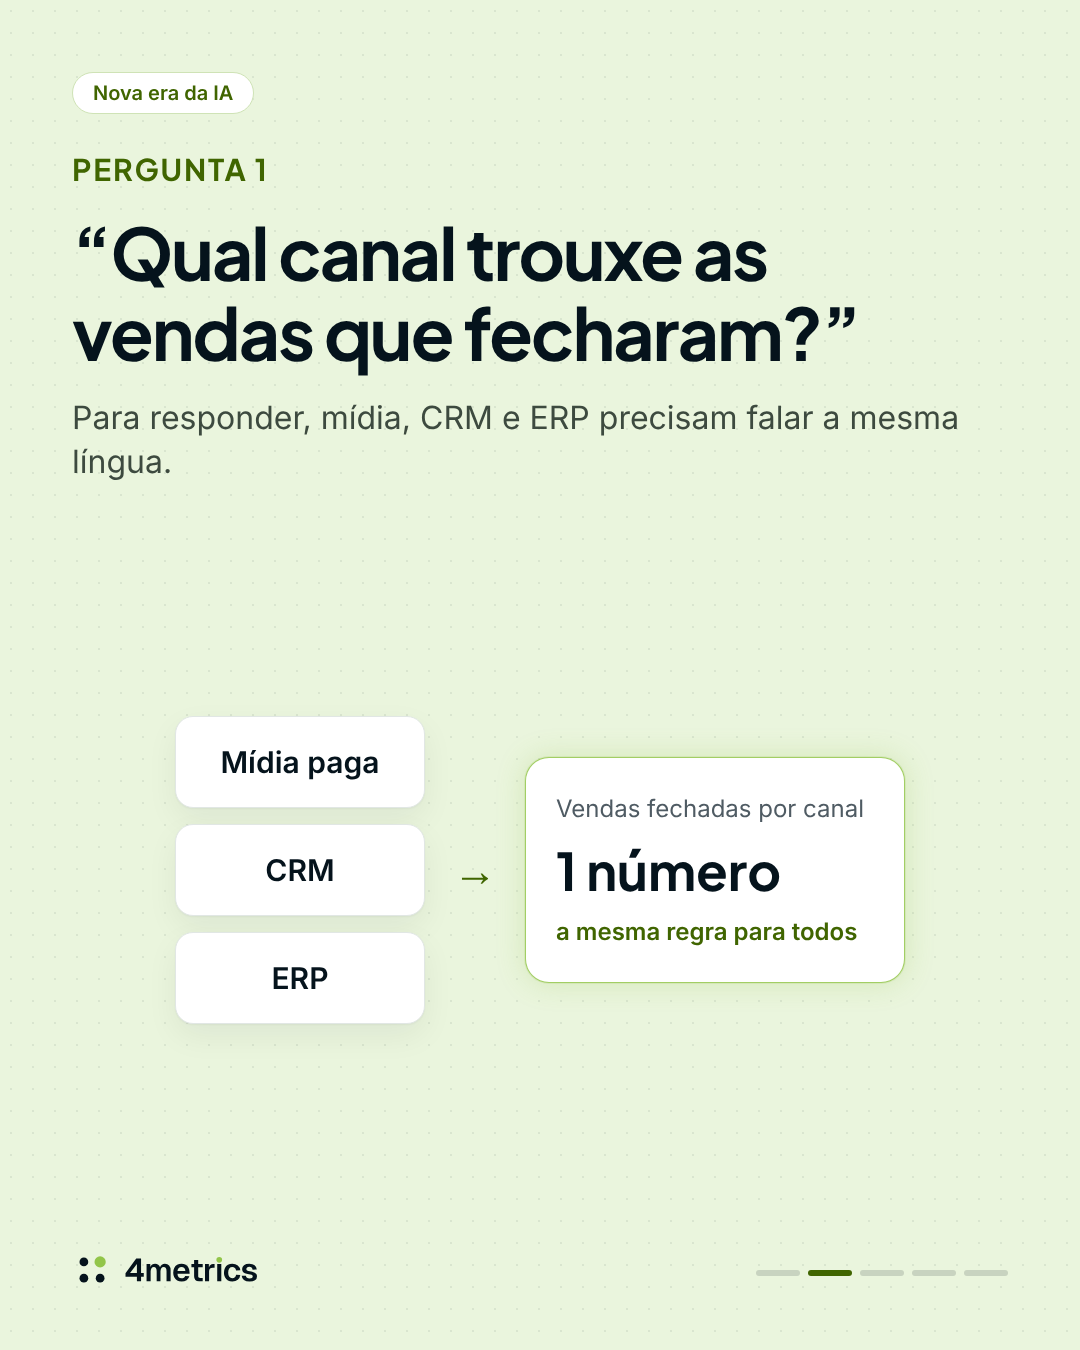 Nova era da IA
PERGUNTA 1
“Qual canal trouxe as
vendas que fecharam?”
Para responder, mídia, CRM e ERP precisam falar a mesma
língua.
Mídia paga
CRM
ERP
→
Vendas fechadas por canal
1 número
a mesma regra para todos
4metrics